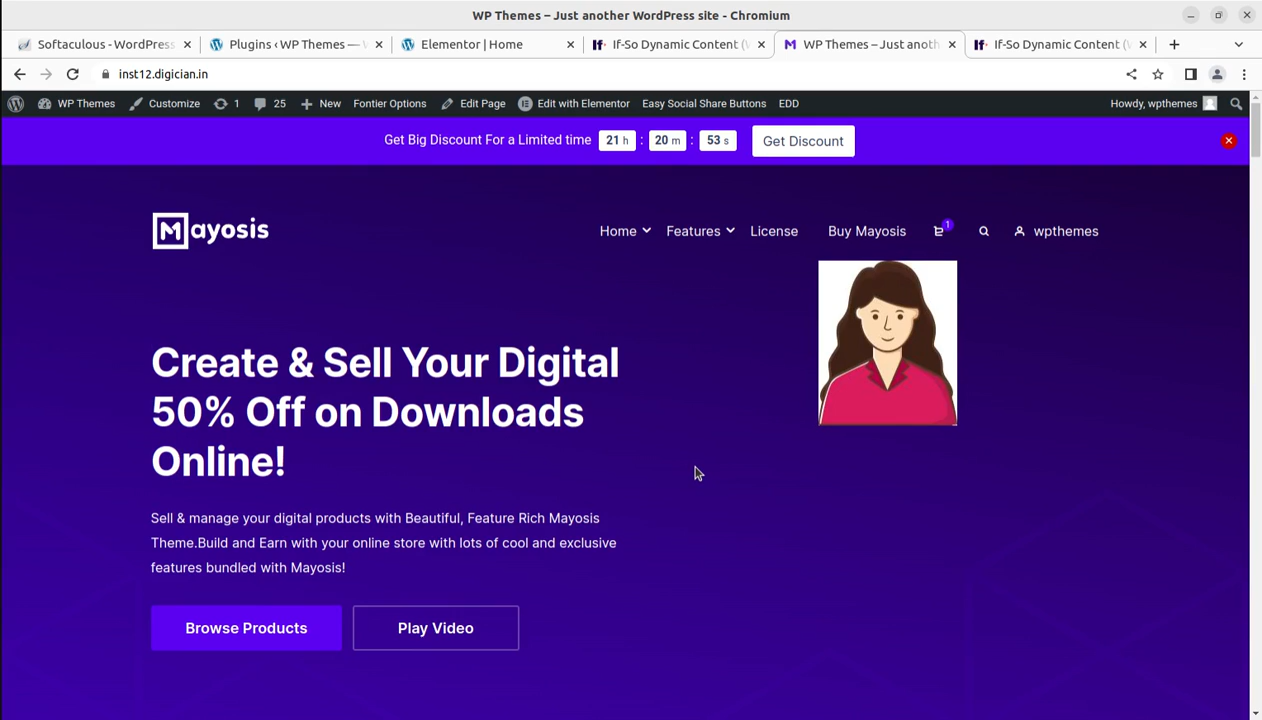 WP Themes – Just another WordPress site - Chromium
Softaculous - WordPress
Plugins ‹ WP Themes —
Elementor | Home
If-So Dynamic Content (
WP Themes – Just anoth
If-So Dynamic Content (
inst12.digician.in
WP Themes
Customize
1
25
New
Fontier Options
Edit Page
Edit with Elementor
Easy Social Share Buttons
EDD
Howdy, wpthemes
Get Big Discount For a Limited time 21 h : 20 m : 53 s Get Discount
Mayosis
Home
Features
License
Buy Mayosis
1
wpthemes
Create & Sell Your Digital
50% Off on Downloads
Online!
Sell & manage your digital products with Beautiful, Feature Rich Mayosis
Theme.Build and Earn with your online store with lots of cool and exclusive
features bundled with Mayosis!
Browse Products
Play Video